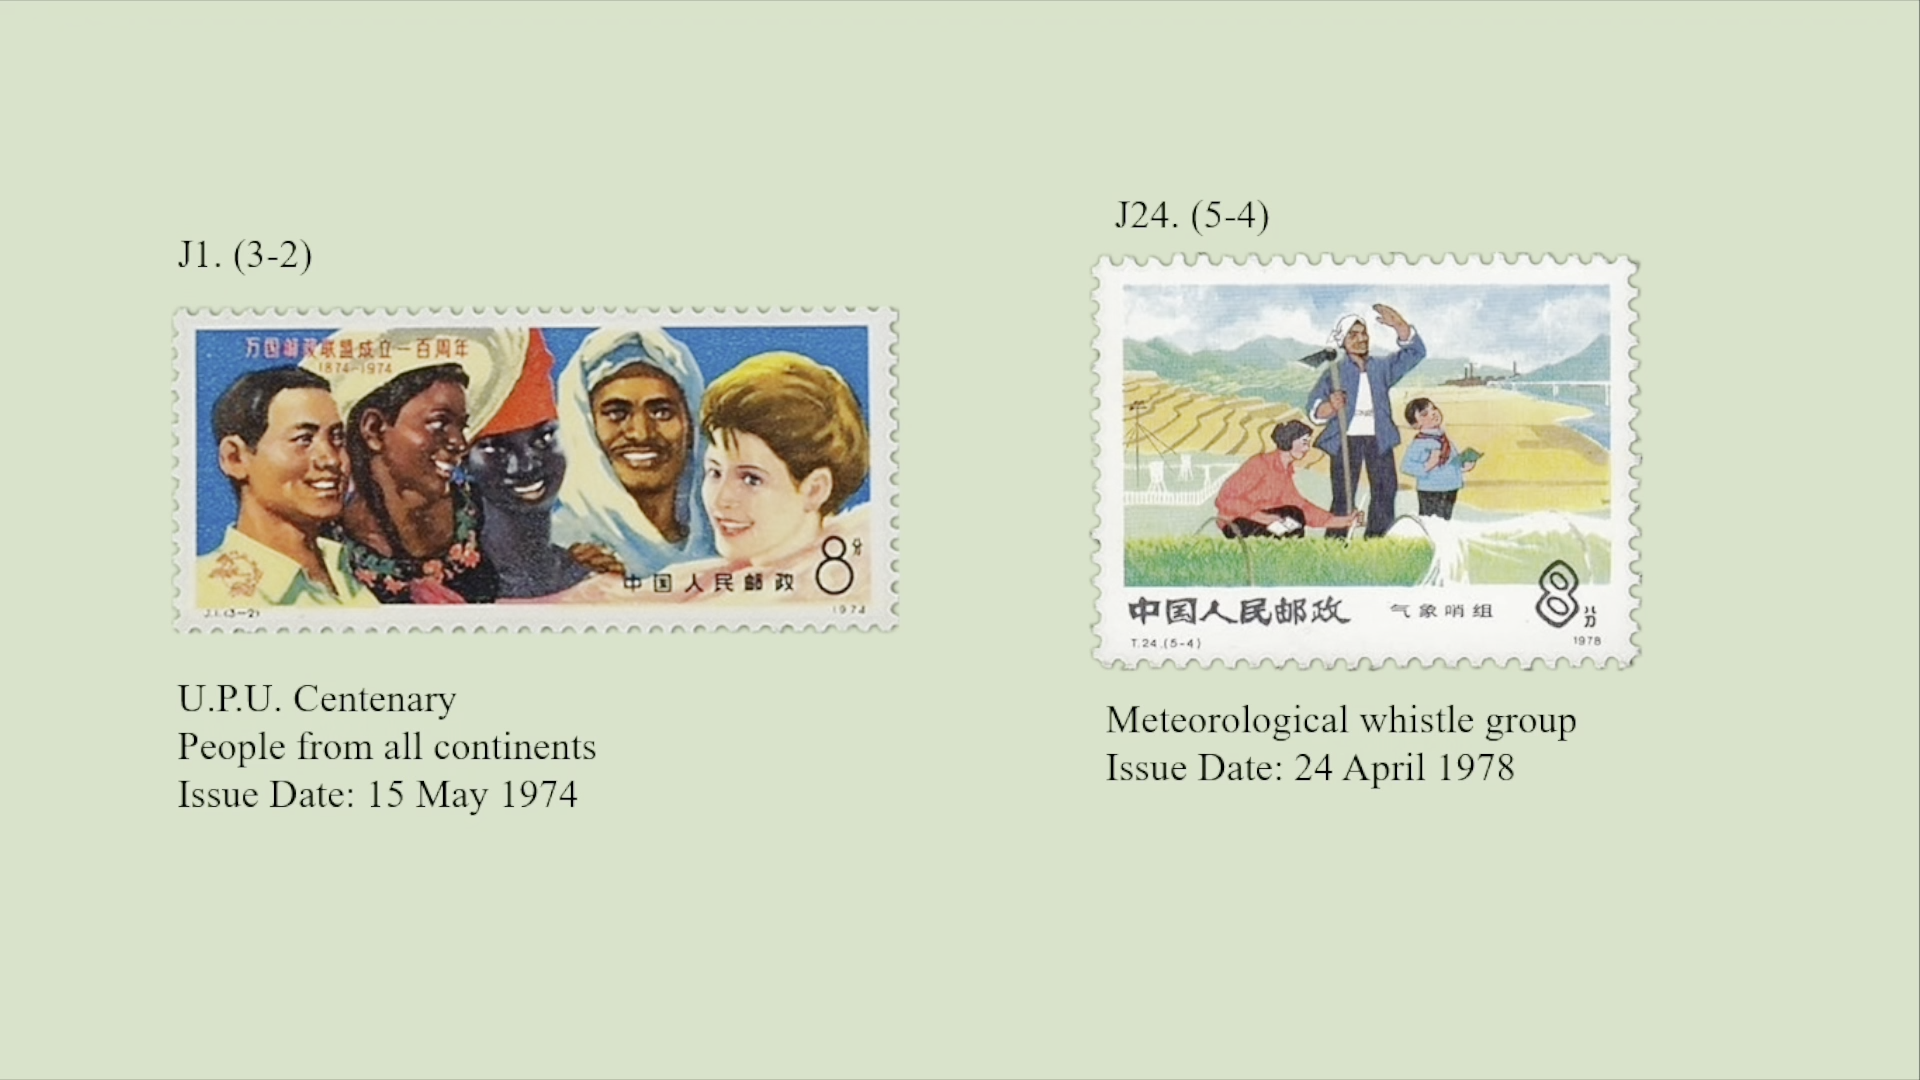 J1. (3-2)
万国邮政联盟成立一百周年
1874-1974
中国人民邮政 8分
J.1.(3-2)
1974
U.P.U. Centenary
People from all continents
Issue Date: 15 May 1974
J24. (5-4)
中国人民邮政 气象哨组 8分
T.24.(5-4)
1978
Meteorological whistle group
Issue Date: 24 April 1978